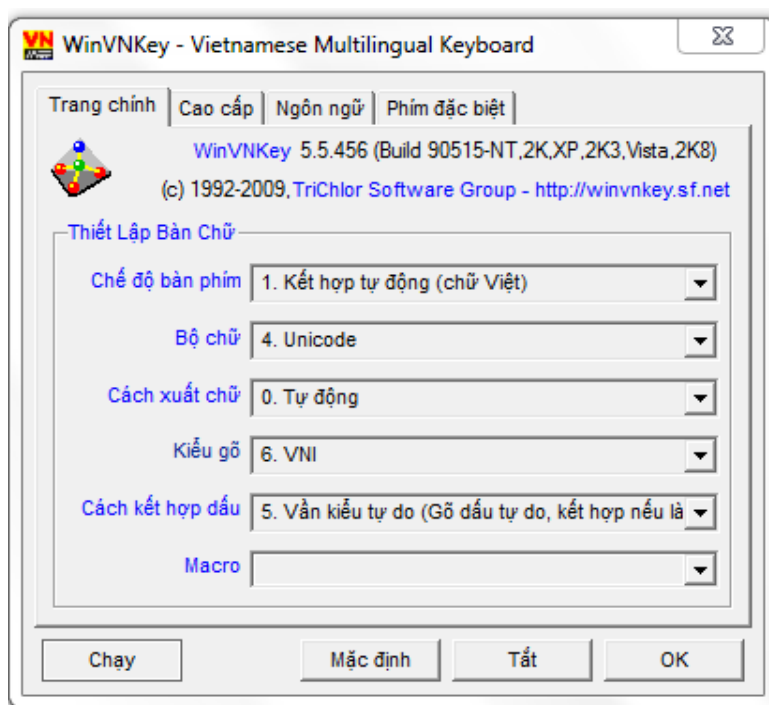 VN
WinVNKey - Vietnamese Multilingual Keyboard
Trang chính Cao cấp Ngôn ngữ Phím đặc biệt
WinVNKey 5.5.456 (Build 90515-NT,2K,XP,2K3,Vista,2K8)
(c) 1992-2009, TriChlor Software Group - http://winvnkey.sf.net
Thiết Lập Bàn Chữ
Chế độ bàn phím 1. Kết hợp tự động (chữ Việt)
Bộ chữ 4. Unicode
Cách xuất chữ 0. Tự động
Kiểu gõ 6. VNI
Cách kết hợp dấu 5. Vần kiểu tự do (Gõ dấu tự do, kết hợp nếu là
Macro
Chạy Mặc định Tắt OK